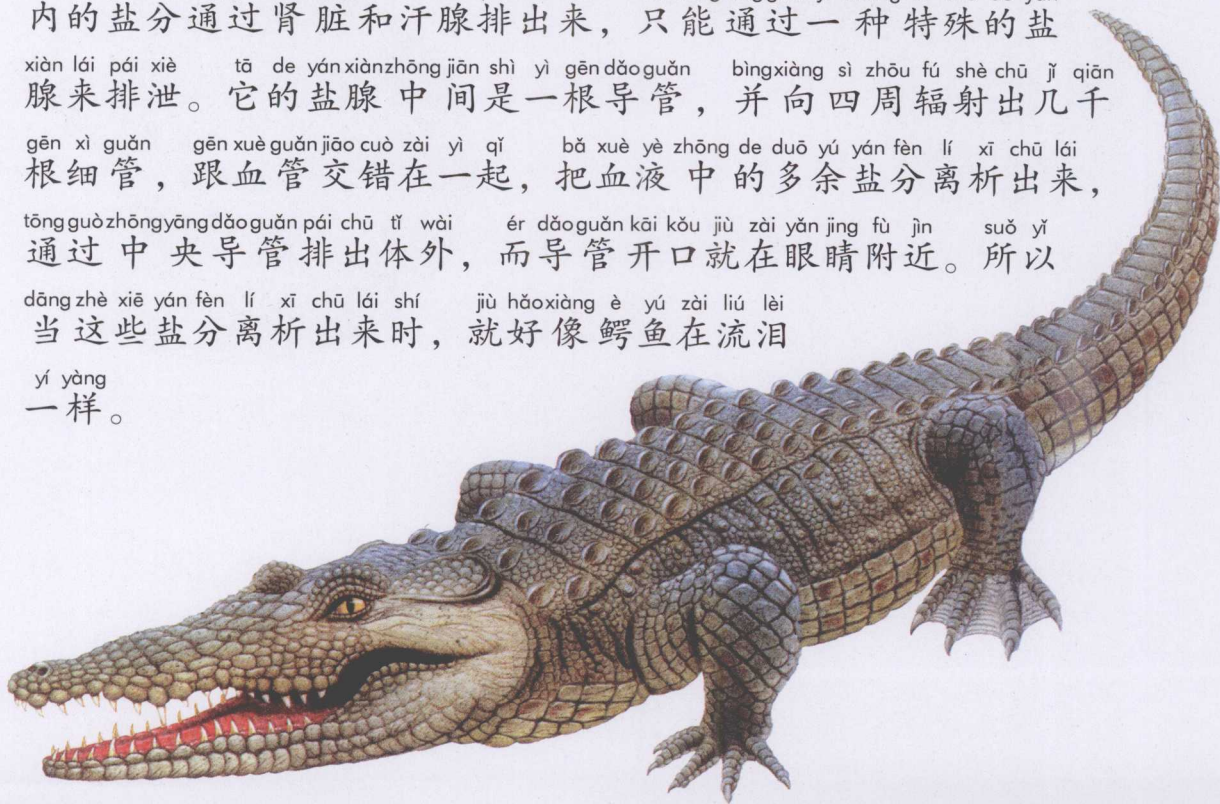 内的盐分通过肾脏和汗腺排出来，只能通过一种特殊的盐
xiàn lái pái xiè tā de yán xiàn zhōng jiān shì yì gēn dǎo guǎn bìng xiàng sì zhōu fú shè chū jǐ qiān
腺来排泄。它的盐腺中间是一根导管，并向四周辐射出几千
gēn xì guǎn gēn xuè guǎn jiāo cuò zài yì qǐ bǎ xuè yè zhōng de duō yú yán fèn lí xī chū lái
根细管，跟血管交错在一起，把血液中的多余盐分离析出来，
tōng guò zhōng yāng dǎo guǎn pái chū tǐ wài ér dǎo guǎn kāi kǒu jiù zài yǎn jing fù jìn suǒ yǐ
通过中央导管排出体外，而导管开口就在眼睛附近。所以
dāng zhè xiē yán fèn lí xī chū lái shí jiù hǎo xiàng è yú zài liú lèi
当这些盐分离析出来时，就好像鳄鱼在流泪
yí yàng
一样。